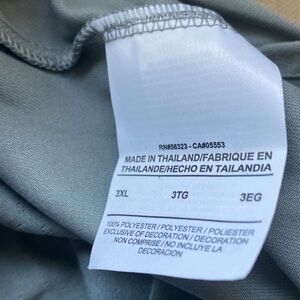 RN#56323 - CA#05553
MADE IN THAILAND/FABRIQUE EN
THAILANDE/HECHO EN TAILANDIA
3XL 3TG 3EG
100% POLYESTER / POLYESTER / POLIESTER
EXCLUSIVE OF DECORATION / DECORATION
NON COMPRISE / NO INCLUYE LA
DECORACION